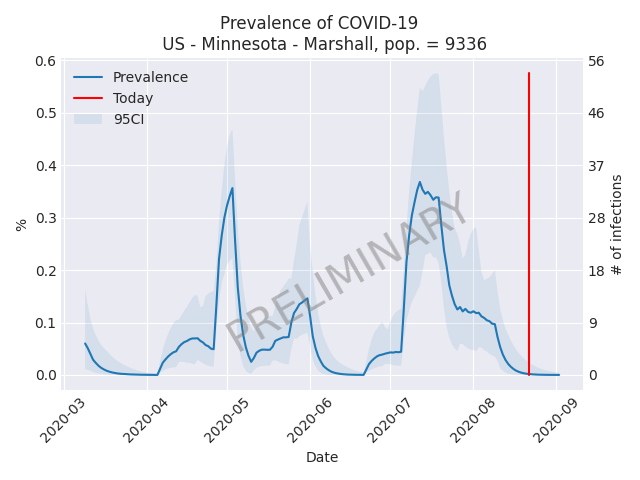 Prevalence of COVID-19
US - Minnesota - Marshall, pop. = 9336
Prevalence
Today
95CI
PRELIMINARY
%
0.6
0.5
0.4
0.3
0.2
0.1
0.0
56
46
37
28
18
9
0
# of infections
2020-03
2020-04
2020-05
2020-06
2020-07
2020-08
2020-09
Date